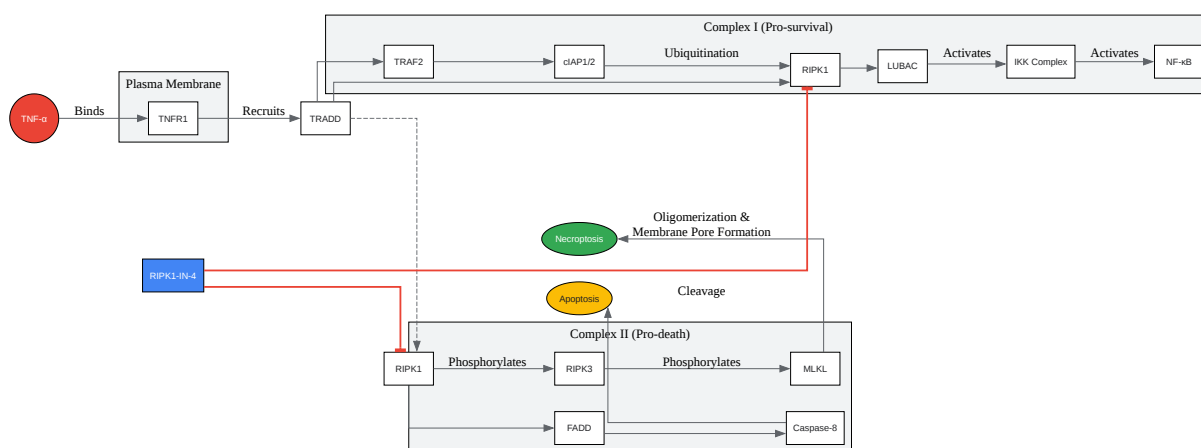 Complex I (Pro-survival)
TRAF2
cIAP1/2
Ubiquitination
RIPK1
LUBAC
Activates
IKK Complex
Activates
NF-κB
Plasma Membrane
TNF-α
Binds
TNFR1
Recruits
TRADD
Oligomerization &
Membrane Pore Formation
Necroptosis
RIPK1-IN-4
Cleavage
Apoptosis
Complex II (Pro-death)
RIPK1
Phosphorylates
RIPK3
Phosphorylates
MLKL
FADD
Caspase-8